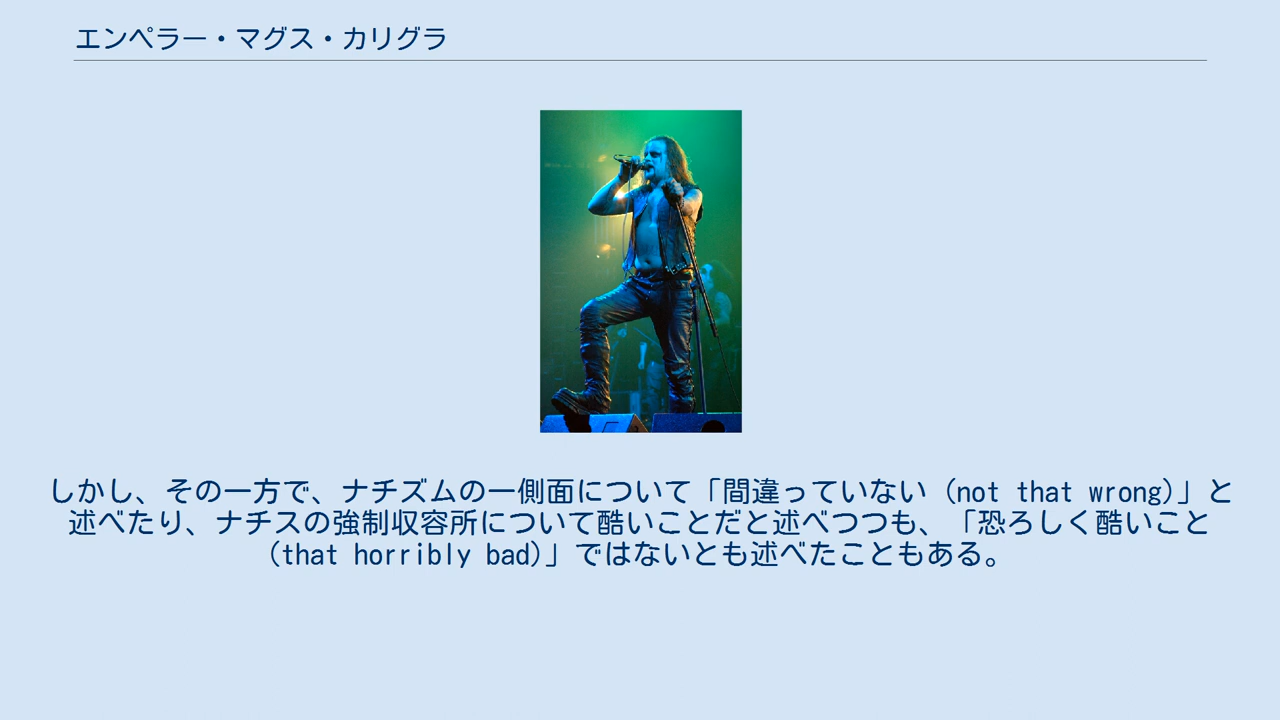 エンペラー・マグス・カリグラ
しかし、その一方で、ナチズムの一側面について「間違っていない（not that wrong)」と
述べたり、ナチスの強制収容所について酷いことだと述べつつも、「恐ろしく酷いこと
（that horribly bad)」ではないとも述べたこともある。